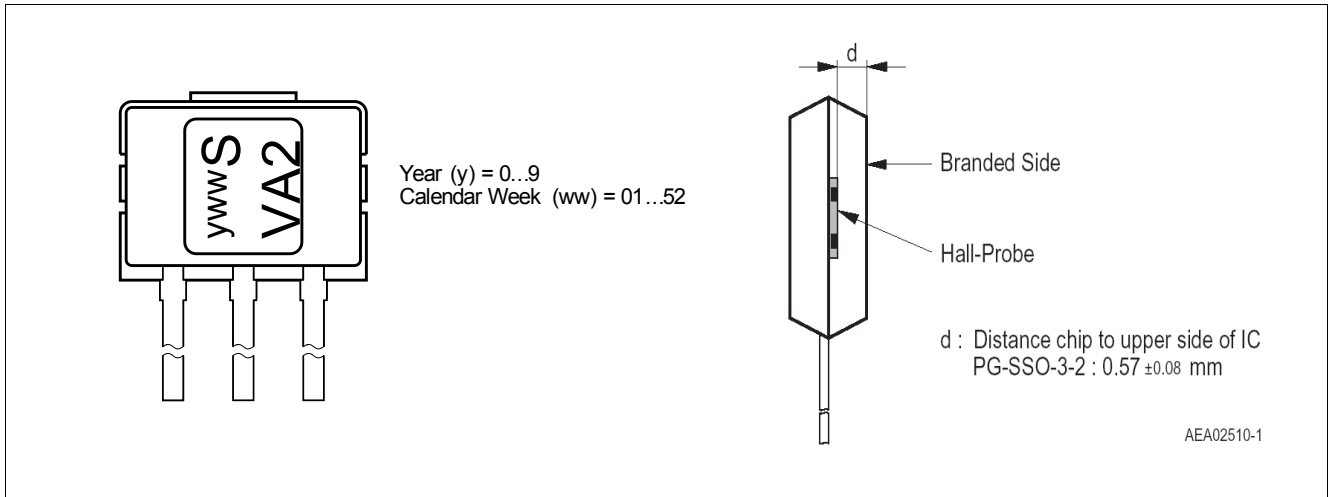 ywwS
VA2
Year (y) = 0...9
Calendar Week (ww) = 01...52
d
Branded Side
Hall-Probe
d : Distance chip to upper side of IC
PG-SSO-3-2 : 0.57 ±0.08 mm
AEA02510-1